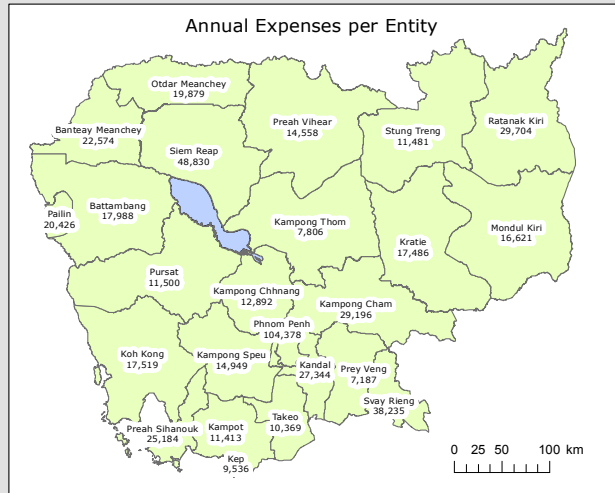 Annual Expenses per Entity
Otdar Meanchey
19,879
Banteay Meanchey
22,574
Siem Reap
48,830
Preah Vihear
14,558
Stung Treng
11,481
Ratanak Kiri
29,704
Pailin
20,426
Battambang
17,988
Kampong Thom
7,806
Kratie
17,486
Mondul Kiri
16,621
Pursat
11,500
Kampong Chhnang
12,892
Kampong Cham
29,196
Phnom Penh
104,378
Koh Kong
17,519
Kampong Speu
14,949
Kandal
27,344
Prey Veng
7,187
Svay Rieng
38,235
Preah Sihanouk
25,184
Kampot
11,413
Takeo
10,369
Kep
9,536
0 25 50 100 km